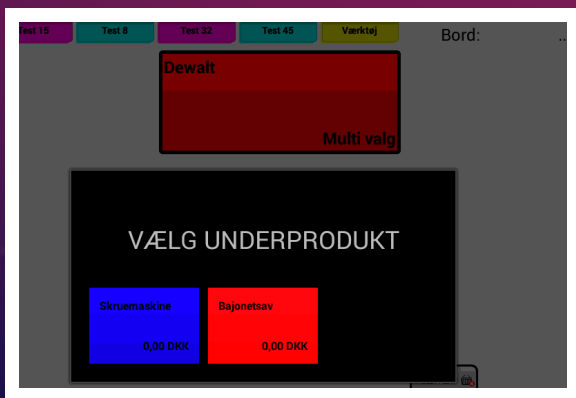 Test 15 Test 8 Test 32 Test 45 Værktøj
Bord: ..
Dewalt
Multi valg
VÆLG UNDERPRODUKT
Skruemaskine Bajonetsav
0,00 DKK 0,00 DKK